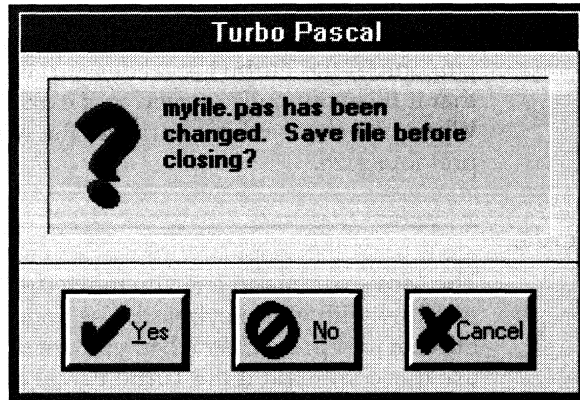 Turbo Pascal
myfile.pas has been
changed.  Save file before
closing?
Yes
No
Cancel